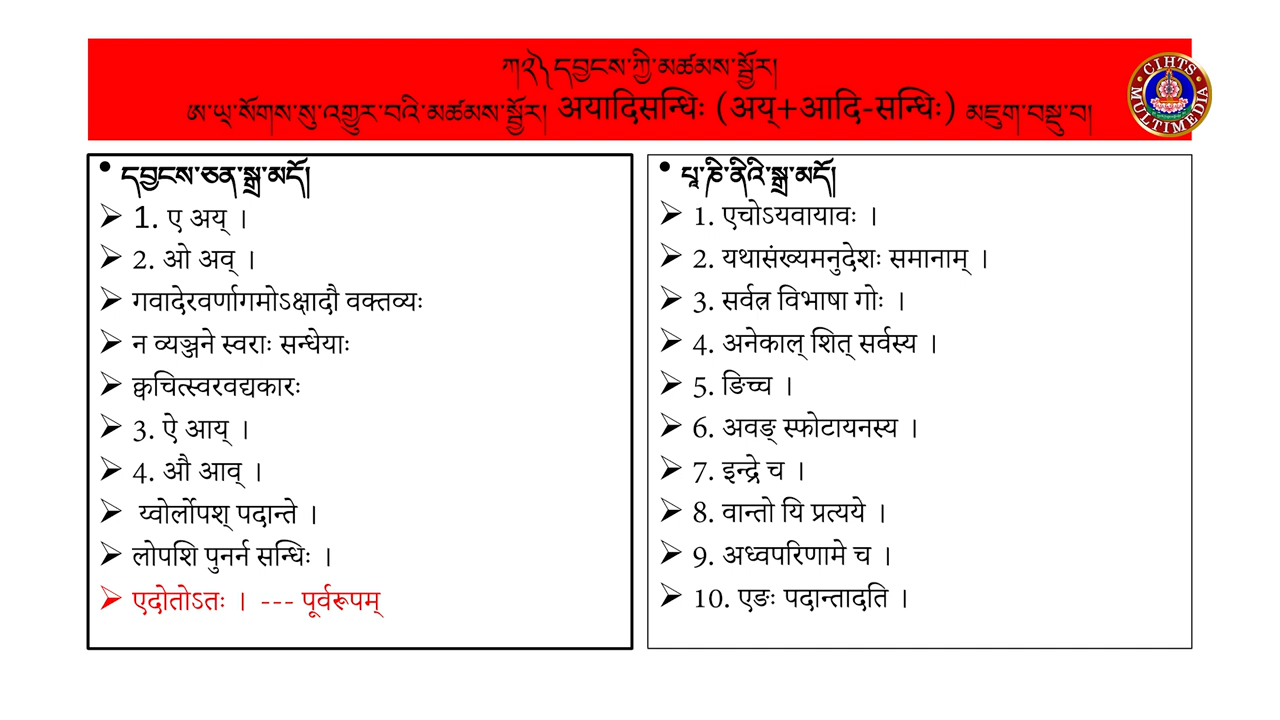 ཀ༢༽ དབྱངས་ཀྱི་མཚམས་སྦྱོར།
ཨ་ཡ྄་སོགས་སུ་འགྱུར་བའི་མཚམས་སྦྱོར། अयादिसन्धिः (अय्+आदि-सन्धिः) མཇུག་བསྡུ་བ།
CIHTS
MULTIMEDIA
• དབྱངས་ཅན་སྒྲ་མདོ།
➢ 1. ए अय् ।
➢ 2. ओ अव् ।
➢ गवादेरवर्णागमोऽक्षादौ वक्तव्यः
➢ न व्यञ्जने स्वराः सन्धेयाः
➢ क्वचित्स्वरवद्यकारः
➢ 3. ऐ आय् ।
➢ 4. औ आव् ।
➢ य्वोर्लोपश् पदान्ते ।
➢ लोपशि पुनर्न सन्धिः ।
➢ एदोतोऽतः । --- पूर्वरूपम्
• པཱ་ཎི་ནིའི་སྒྲ་མདོ།
➢ 1. एचोऽयवायावः ।
➢ 2. यथासंख्यमनुदेशः समानाम् ।
➢ 3. सर्वत्र विभाषा गोः ।
➢ 4. अनेकाल् शित् सर्वस्य ।
➢ 5. ङिच्च ।
➢ 6. अवङ् स्फोटायनस्य ।
➢ 7. इन्द्रे च ।
➢ 8. वान्तो यि प्रत्यये ।
➢ 9. अध्वपरिणामे च ।
➢ 10. एङः पदान्तादति ।